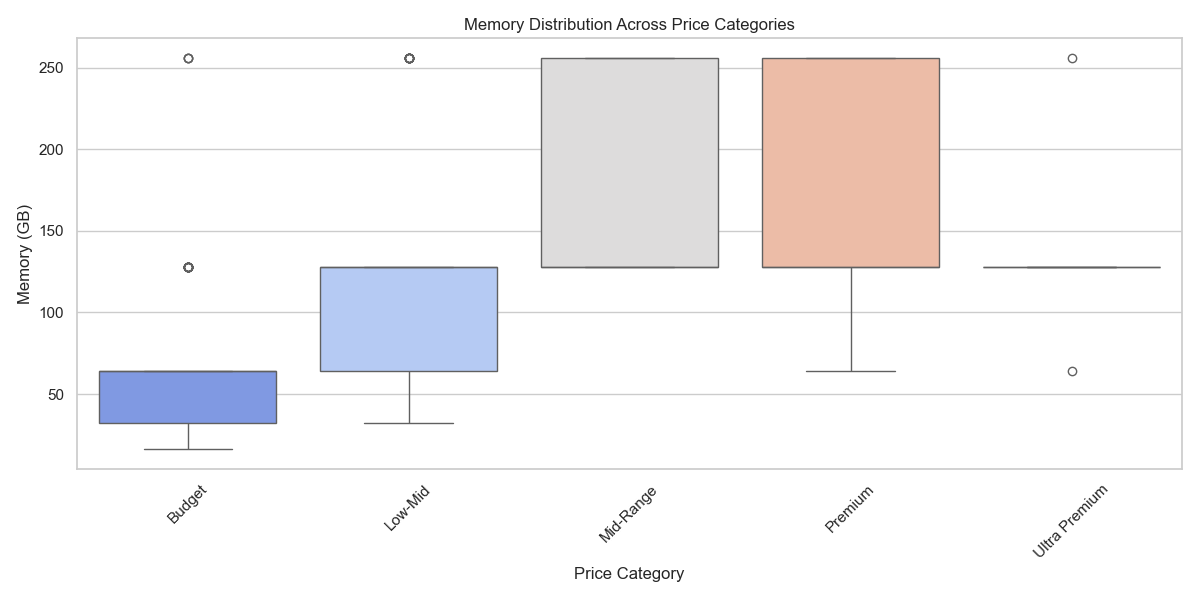 Memory Distribution Across Price Categories
Memory (GB)
250
200
150
100
50
Budget
Low-Mid
Mid-Range
Premium
Ultra Premium
Price Category